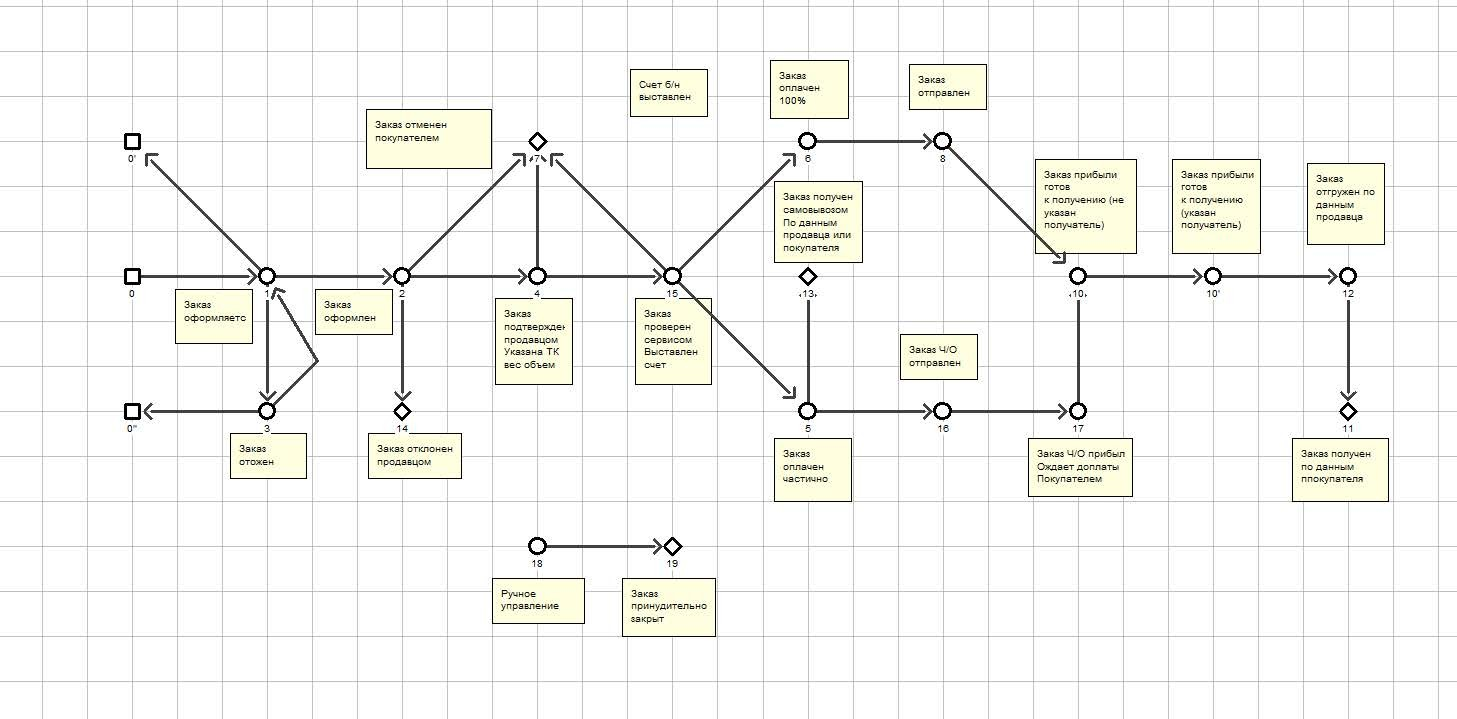 Счет б/н
выставлен
Заказ
оплачен
100%
Заказ
отправлен
Заказ отменен
покупателем
0'
7
6
8
Заказ получен
самовывозом
По данным
продавца или
покупателя
Заказ прибыли
готов
к получению (не
указан
получатель)
Заказ прибыли
готов
к получению
(указан
получатель)
Заказ
отгружен по
данным
продавца
0
1
2
4
15
13
10
10'
12
Заказ
оформляетс
Заказ
оформлен
Заказ
подтвержден
продавцом
Указана ТК
вес объем
Заказ
проверен
сервисом
Выставлен
счет
Заказ Ч/О
отправлен
0"
3
14
5
16
17
11
Заказ
отожен
Заказ отклонен
продавцом
Заказ
оплачен
частично
Заказ Ч/О прибыл
Ождает доплаты
Покупателем
Заказ получен
по данным
ппокупателя
18
19
Ручное
управление
Заказ
принудительно
закрыт